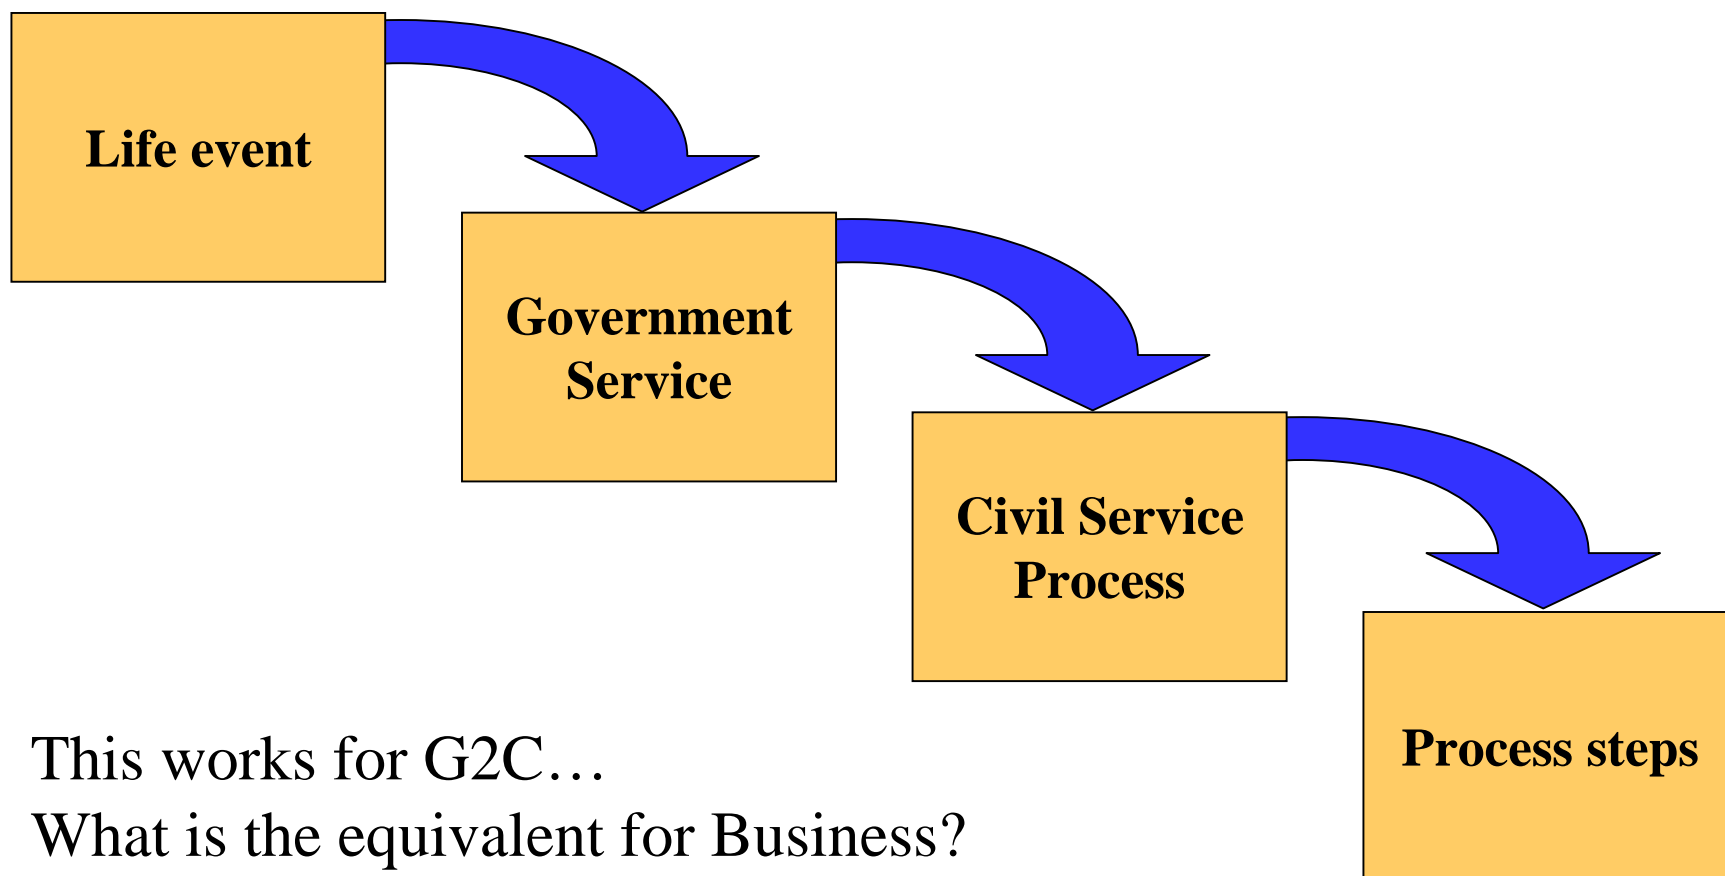 Life event
Government
Service
Civil Service
Process
Process steps
This works for G2C…
What is the equivalent for Business?